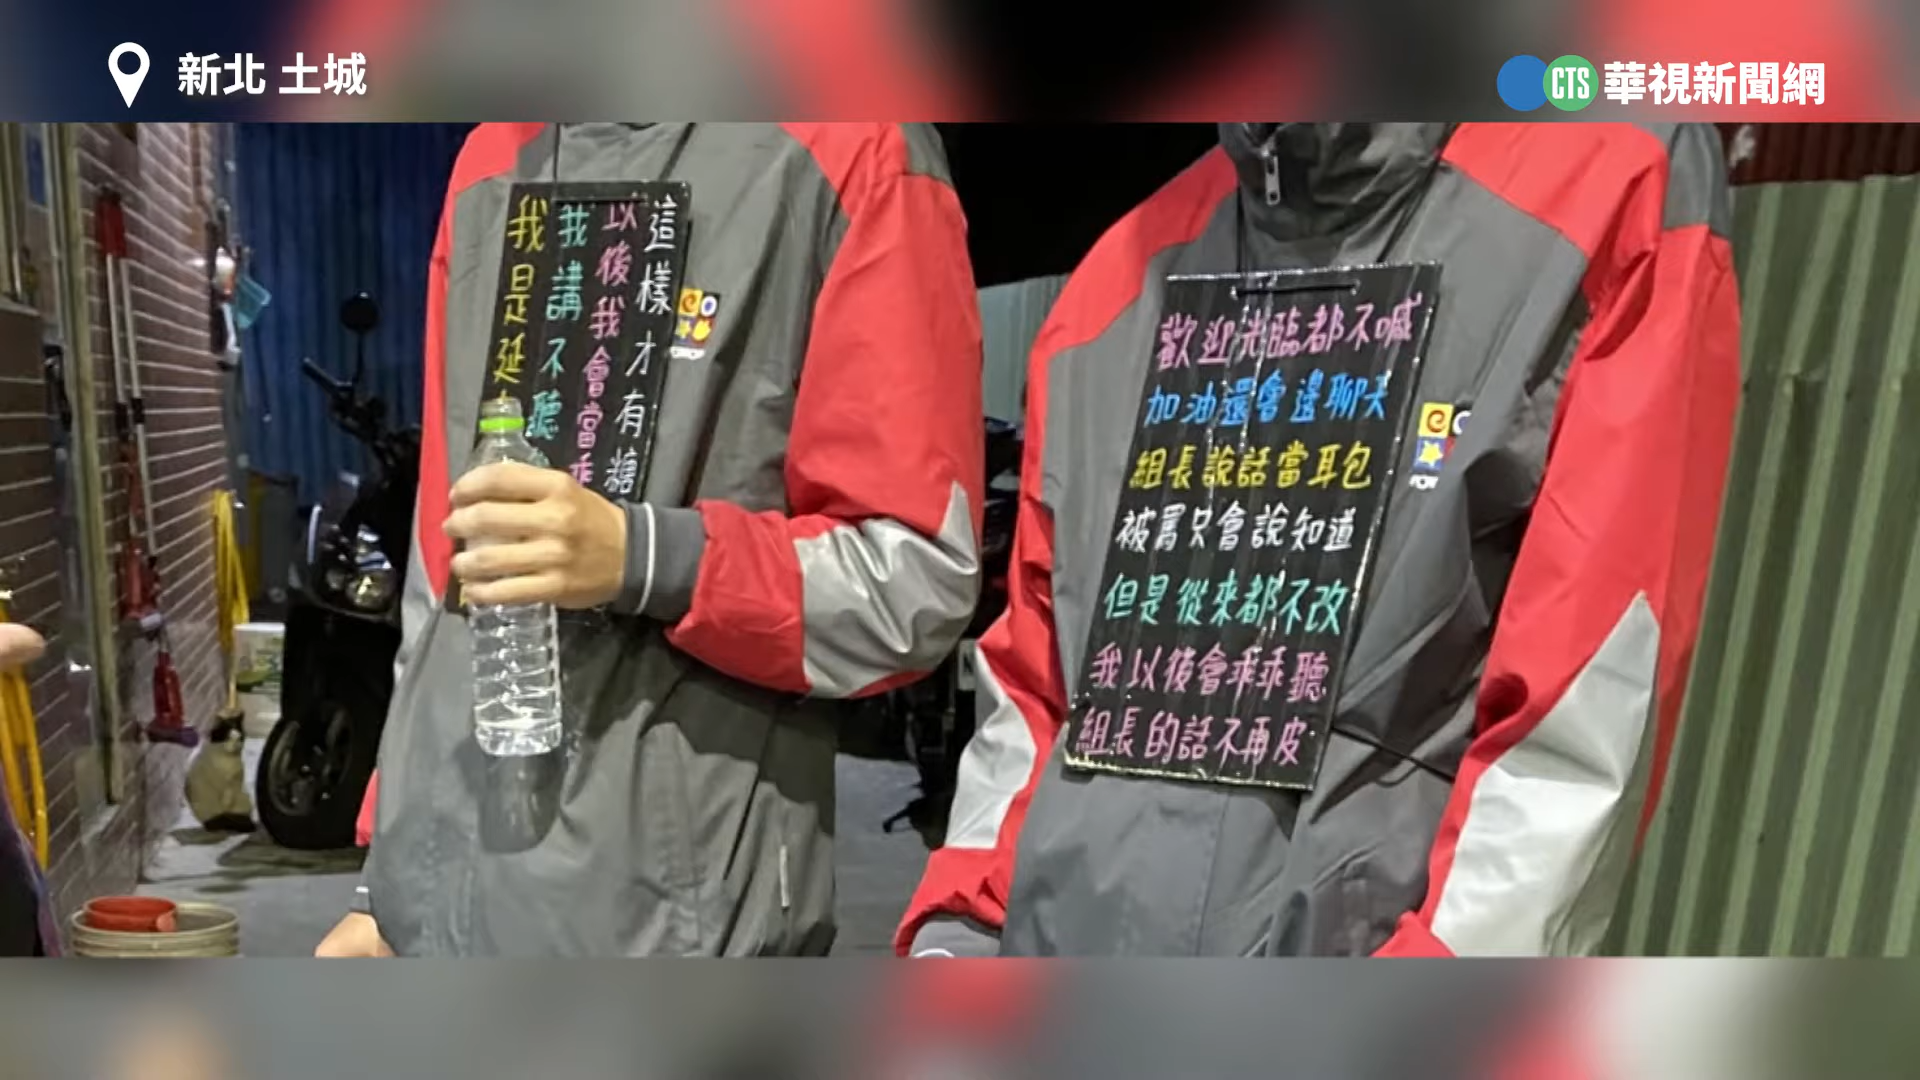 新北 土城
CTS 華視新聞網
我是延
我講不聽
以後我會當乖
這樣才有糖
歡迎光臨都不喊
加油還會邊聊天
組長說話當耳包
被罵只會說知道
但是從來都不改
我以後會乖乖聽
組長的話不再皮